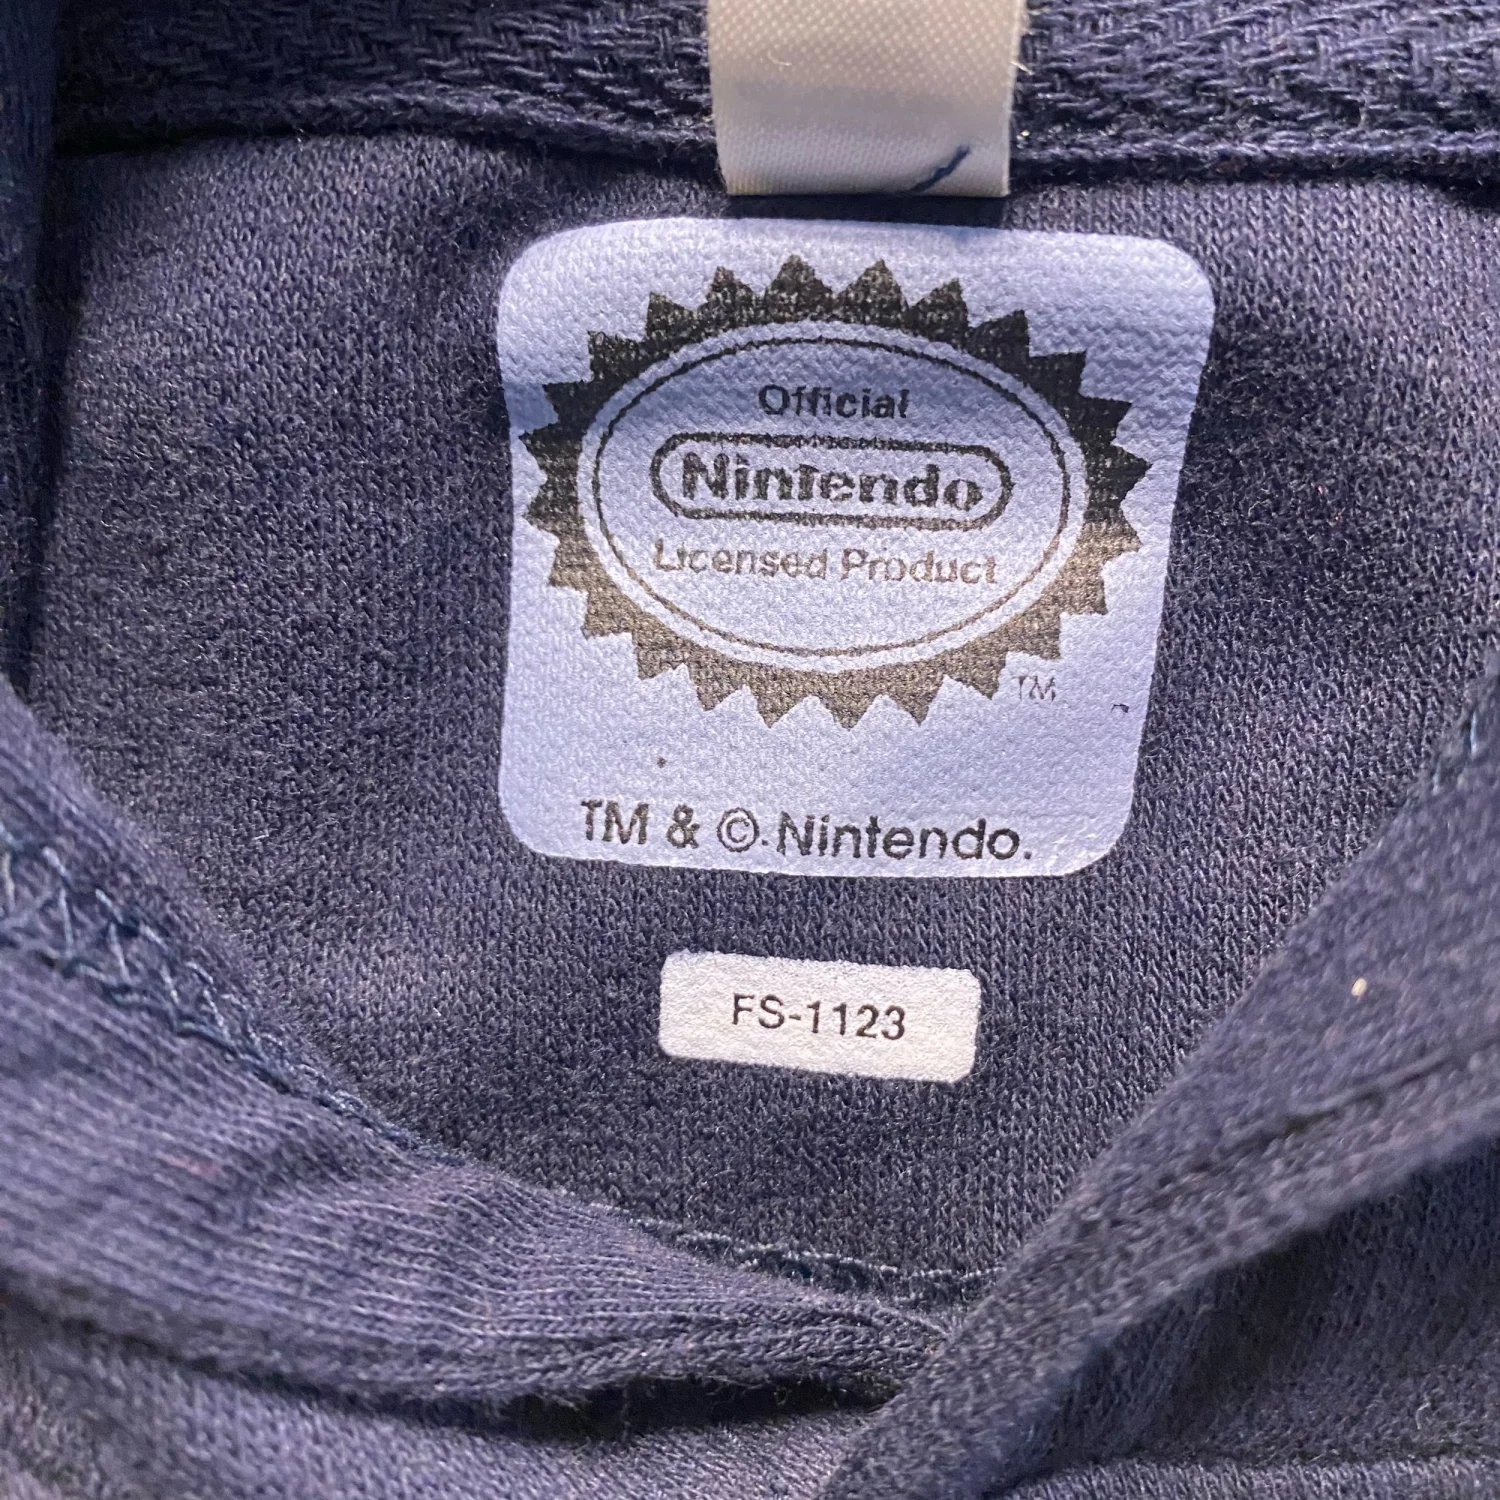 Official
Nintendo
Licensed Product
TM
TM & © Nintendo.
FS-1123